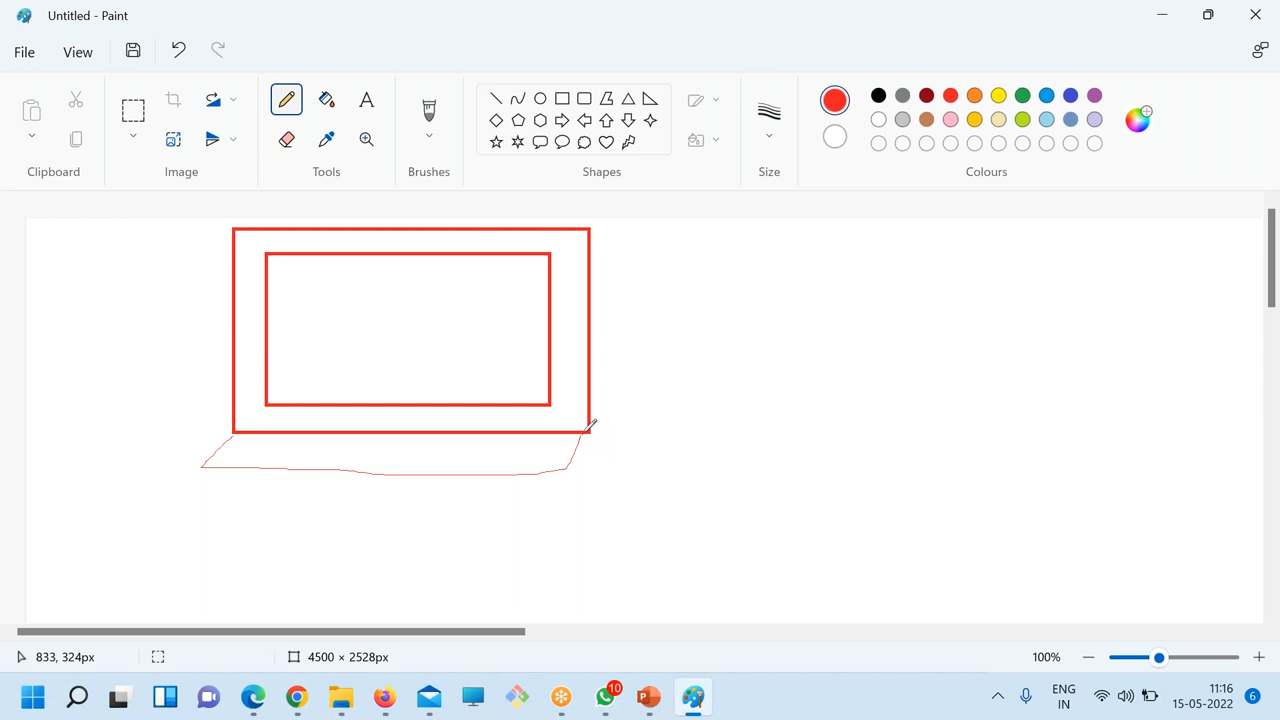 Untitled - Paint
File View
Clipboard
Image
Tools
Brushes
Shapes
Size
Colours
A
833, 324px
4500 × 2528px
100%
10
ENG
IN
11:16
15-05-2022
6